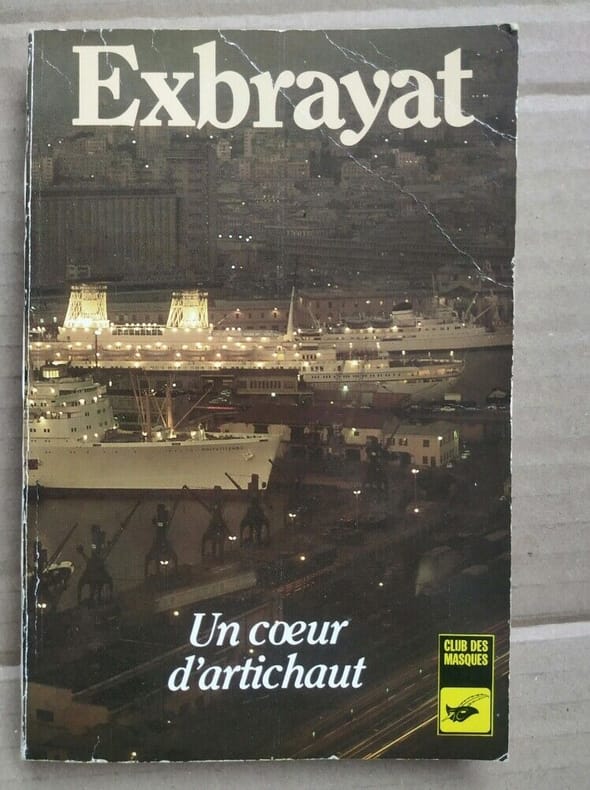 Exbrayat
Un cœur
d'artichaut
CLUB DES
MASQUES